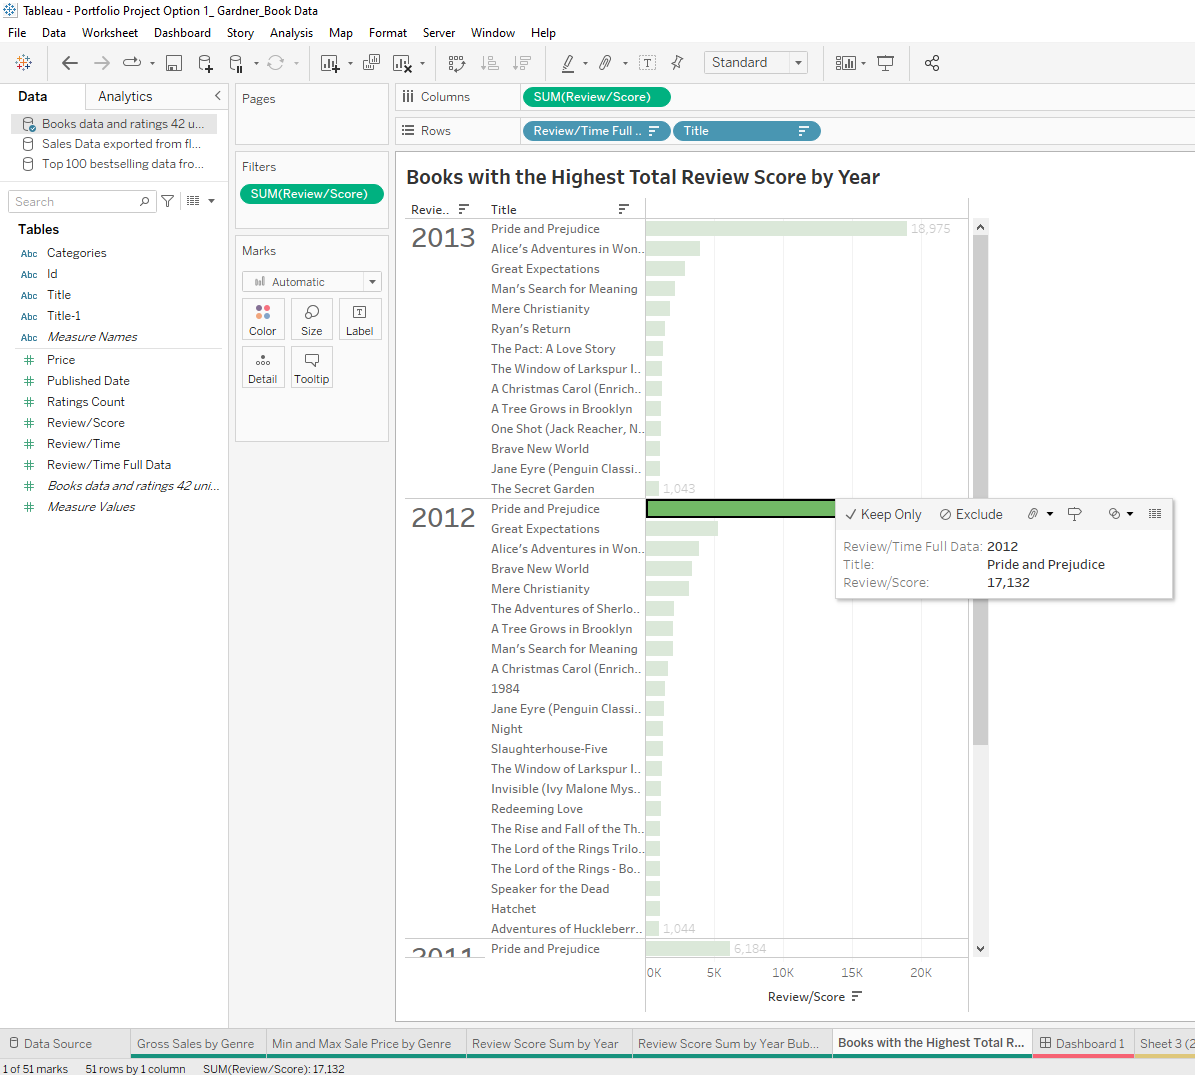 Tableau - Portfolio Project Option 1_ Gardner_Book Data
File Data Worksheet Dashboard Story Analysis Map Format Server Window Help
Standard
Data Analytics
Books data and ratings 42 u...
Sales Data exported from fl...
Top 100 bestselling data fro...
Search
Tables
Abc Categories
Abc Id
Abc Title
Abc Title-1
Abc Measure Names
Price
Published Date
Ratings Count
Review/Score
Review/Time
Review/Time Full Data
Books data and ratings 42 uni...
Measure Values
Pages
Filters
SUM(Review/Score)
Marks
Automatic
Color Size Label
Detail Tooltip
Columns SUM(Review/Score)
Rows Review/Time Full .. Title
Books with the Highest Total Review Score by Year
Revie.. Title
2013 Pride and Prejudice 18,975
Alice's Adventures in Won..
Great Expectations
Man's Search for Meaning
Mere Christianity
Ryan's Return
The Pact: A Love Story
The Window of Larkspur I..
A Christmas Carol (Enrich..
A Tree Grows in Brooklyn
One Shot (Jack Reacher, N..
Brave New World
Jane Eyre (Penguin Classi..
The Secret Garden 1,043
2012 Pride and Prejudice
Great Expectations
Alice's Adventures in Won..
Brave New World
Mere Christianity
The Adventures of Sherlo..
A Tree Grows in Brooklyn
Man's Search for Meaning
A Christmas Carol (Enrich..
1984
Jane Eyre (Penguin Classi..
Night
Slaughterhouse-Five
The Window of Larkspur I..
Invisible (Ivy Malone Mys..
Redeeming Love
The Rise and Fall of the Th..
The Lord of the Rings Trilo..
The Lord of the Rings - Bo..
Speaker for the Dead
Hatchet
Adventures of Huckleberr.. 1,044
2011 Pride and Prejudice 6,184
0K 5K 10K 15K 20K
Review/Score
Keep Only Exclude
Review/Time Full Data: 2012
Title: Pride and Prejudice
Review/Score: 17,132
Data Source Gross Sales by Genre Min and Max Sale Price by Genre Review Score Sum by Year Review Score Sum by Year Bub... Books with the Highest Total R... Dashboard 1 Sheet 3 (2
1 of 51 marks 51 rows by 1 column SUM(Review/Score): 17,132